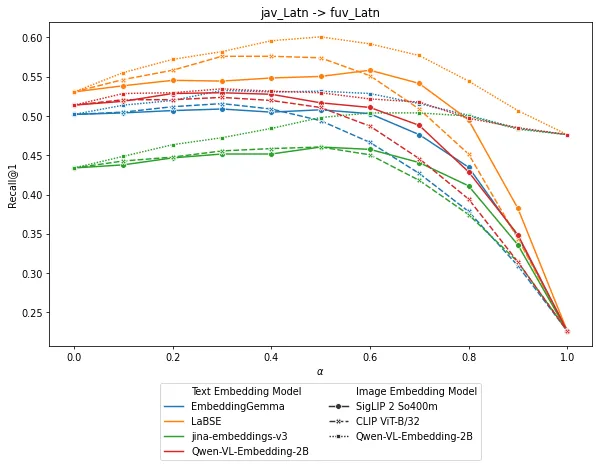 jav_Latn -> fuv_Latn
0.60
0.55
0.50
0.45
0.40
0.35
0.30
0.25
Recall@1
0.0
0.2
0.4
0.6
0.8
1.0
α
Text Embedding Model
EmbeddingGemma
LaBSE
jina-embeddings-v3
Qwen-VL-Embedding-2B
Image Embedding Model
SigLIP 2 So400m
CLIP ViT-B/32
Qwen-VL-Embedding-2B